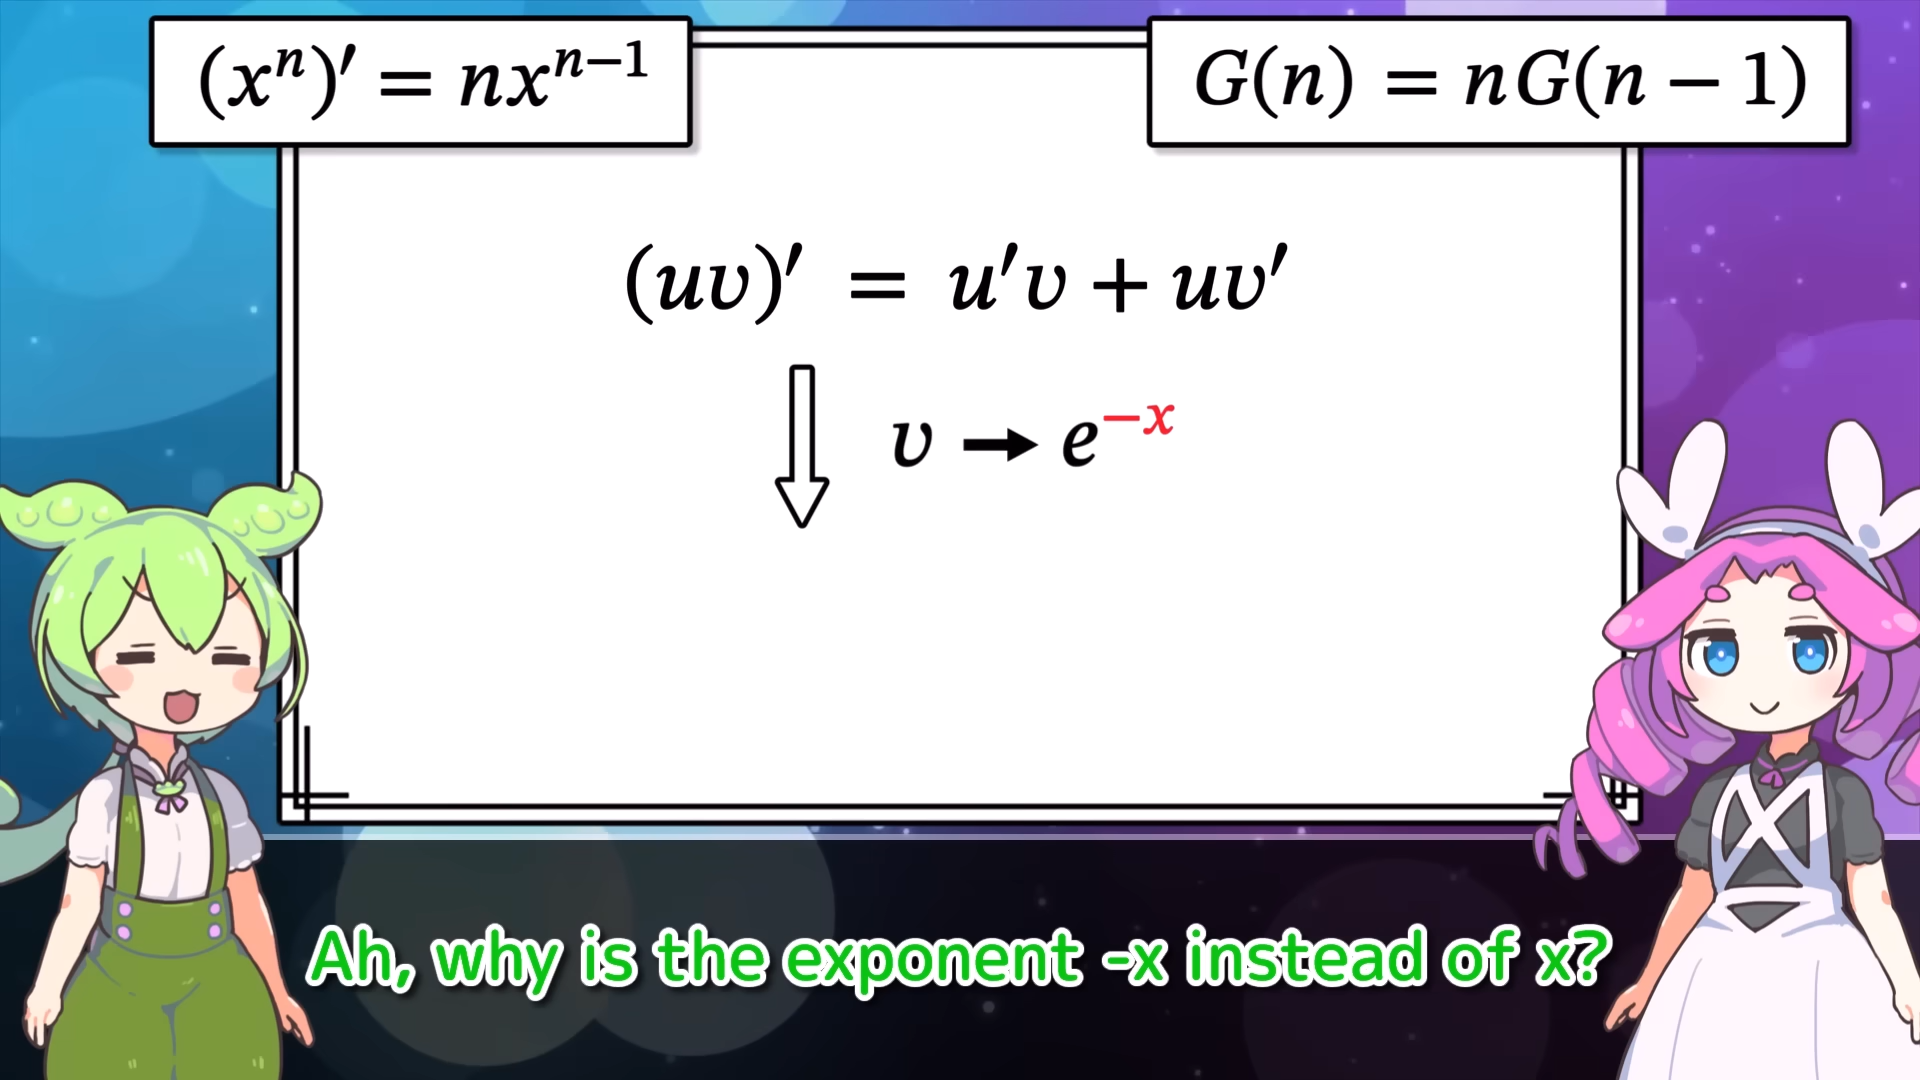 (xⁿ)′ = nxⁿ⁻¹
G(n) = nG(n − 1)
(uv)′ = u′v + uv′
v → e⁻ˣ
Ah, why is the exponent -x instead of x?